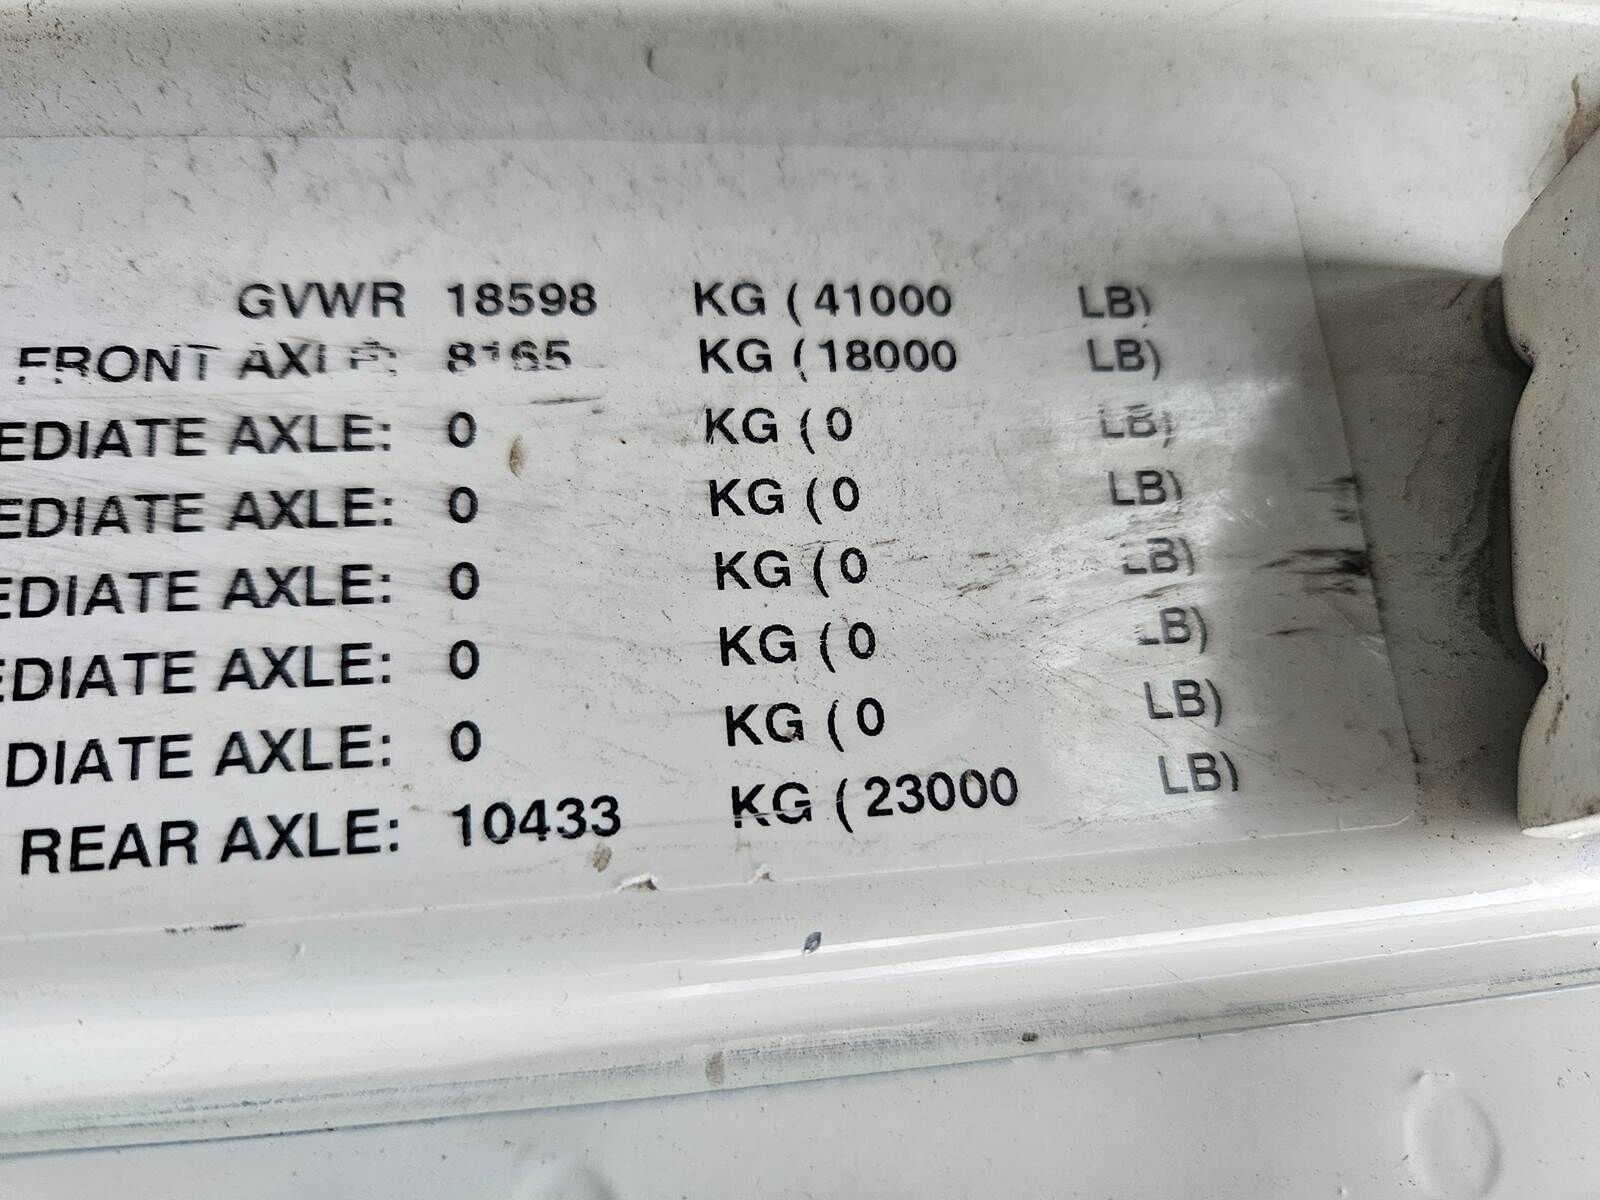 GVWR 18598 KG (41000 LB)
FRONT AXLE: 8165 KG (18000 LB)
EDIATE AXLE: 0 KG (0 LB)
EDIATE AXLE: 0 KG (0 LB)
EDIATE AXLE: 0 KG (0 LB)
EDIATE AXLE: 0 KG (0 LB)
DIATE AXLE: 0 KG (0 LB)
REAR AXLE: 10433 KG (23000 LB)